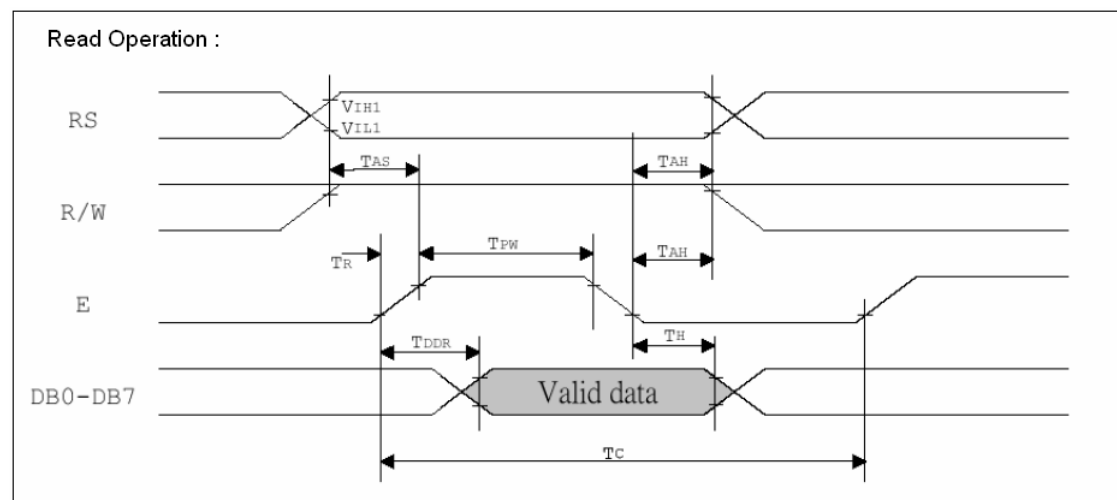 Read Operation :
RS
VIH1
VIL1
TAS
TAH
R/W
TPW
TAH
TR
E
TDDR
TH
DB0-DB7
Valid data
TC